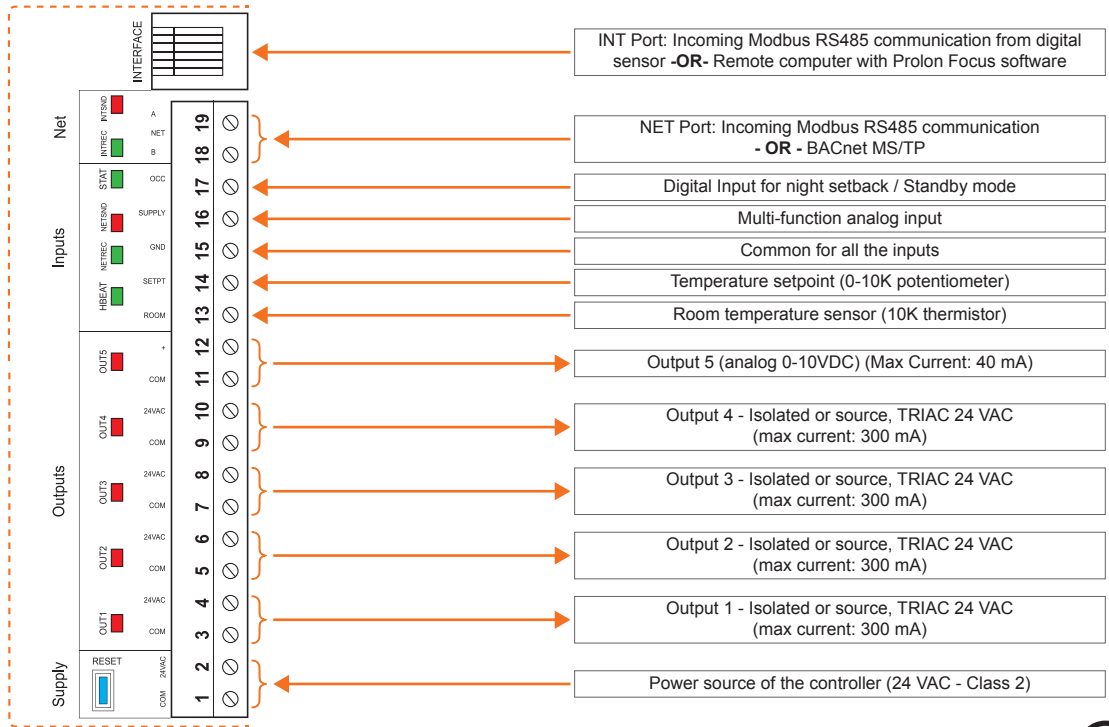 INTERFACE
INT Port: Incoming Modbus RS485 communication from digital
sensor -OR- Remote computer with Prolon Focus software
Net
INTSND
INTREC
A
NET
B
19
18
NET Port: Incoming Modbus RS485 communication
- OR - BACnet MS/TP
Inputs
STAT
OCC
17
Digital Input for night setback / Standby mode
NETSND
SUPPLY
16
Multi-function analog input
NETREC
GND
15
Common for all the inputs
HBEAT
SETPT
14
Temperature setpoint (0-10K potentiometer)
ROOM
13
Room temperature sensor (10K thermistor)
Outputs
OUT5
+
COM
12
11
Output 5 (analog 0-10VDC) (Max Current: 40 mA)
OUT4
24VAC
COM
10
9
Output 4 - Isolated or source, TRIAC 24 VAC
(max current: 300 mA)
OUT3
24VAC
COM
8
7
Output 3 - Isolated or source, TRIAC 24 VAC
(max current: 300 mA)
OUT2
24VAC
COM
6
5
Output 2 - Isolated or source, TRIAC 24 VAC
(max current: 300 mA)
OUT1
24VAC
COM
4
3
Output 1 - Isolated or source, TRIAC 24 VAC
(max current: 300 mA)
Supply
RESET
24VAC
COM
2
1
Power source of the controller (24 VAC - Class 2)